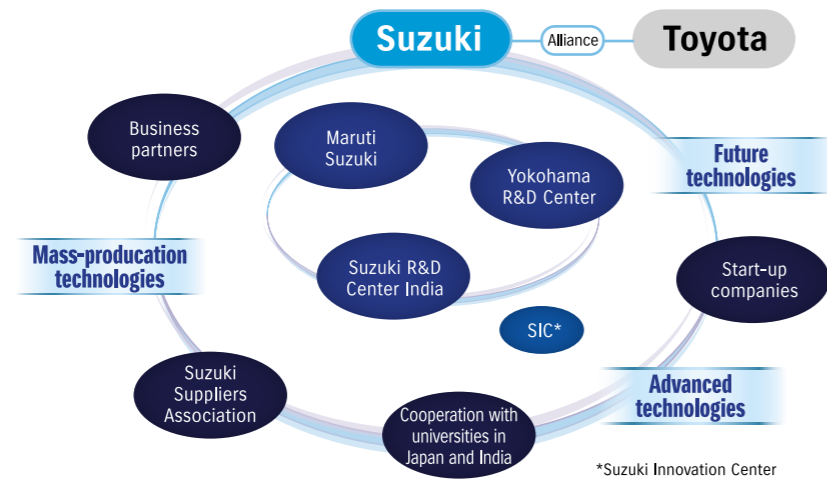 Suzuki
Alliance
Toyota
Business
partners
Maruti
Suzuki
Yokohama
R&D Center
Future
technologies
Mass-producation
technologies
Suzuki R&D
Center India
Start-up
companies
SIC*
Suzuki
Suppliers
Association
Cooperation with
universities in
Japan and India
Advanced
technologies
*Suzuki Innovation Center